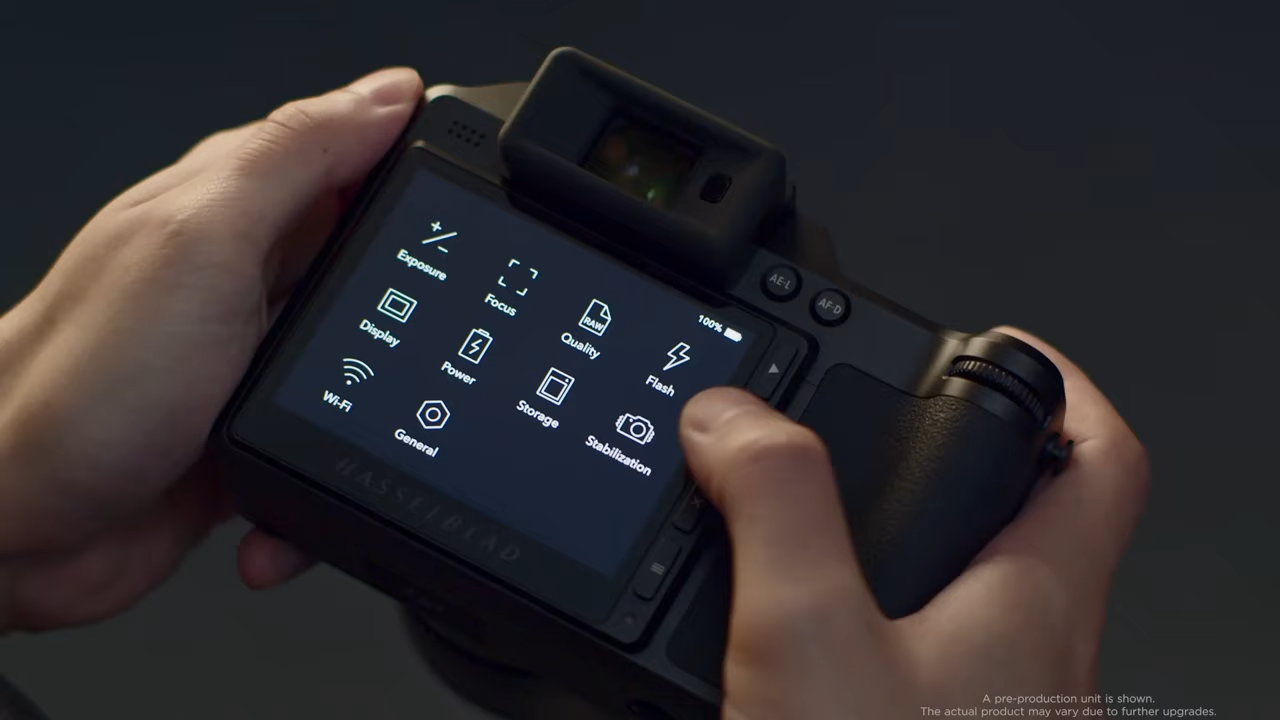 AE-L
AF-D
100%
Exposure
Focus
Quality
RAW
Flash
Display
Power
Storage
Stabilization
Wi-Fi
General
HASSELBLAD
A pre-production unit is shown.
The actual product may vary due to further upgrades.